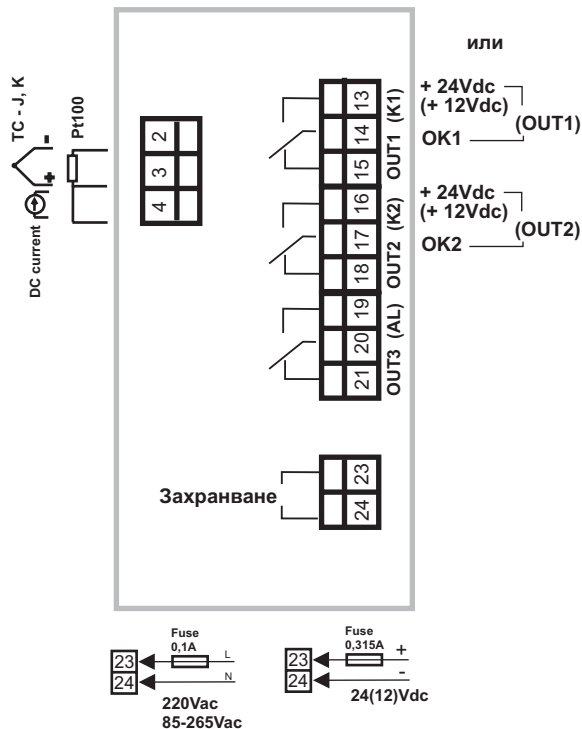 или
TC - J, K
-
+
Pt100
DC current
2
3
4
13
14
15
16
17
18
19
20
21
OUT1 (K1)
OUT2 (K2)
OUT3 (AL)
+ 24Vdc
(+ 12Vdc)
(OUT1)
OK1
+ 24Vdc
(+ 12Vdc)
(OUT2)
OK2
Захранване
23
24
Fuse
0,1A
23
L
24
N
220Vac
85-265Vac
Fuse
0,315A
23
+
24
-
24(12)Vdc